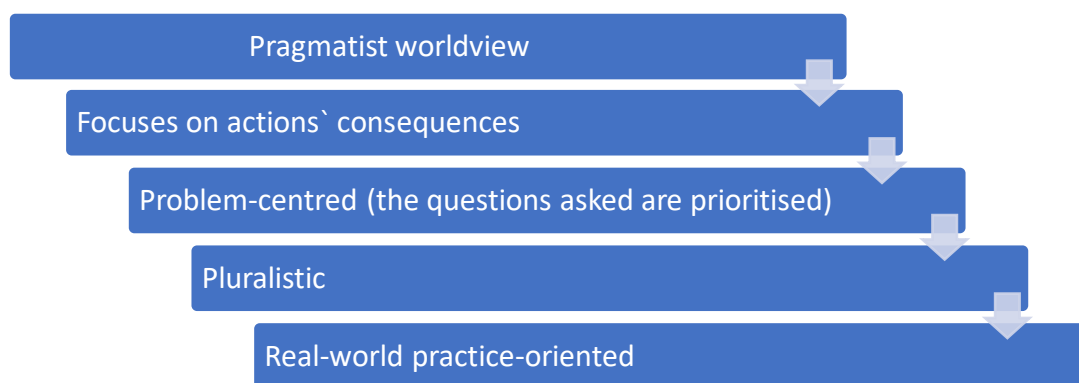 Pragmatist worldview
Focuses on actions` consequences
Problem-centred (the questions asked are prioritised)
Pluralistic
Real-world practice-oriented